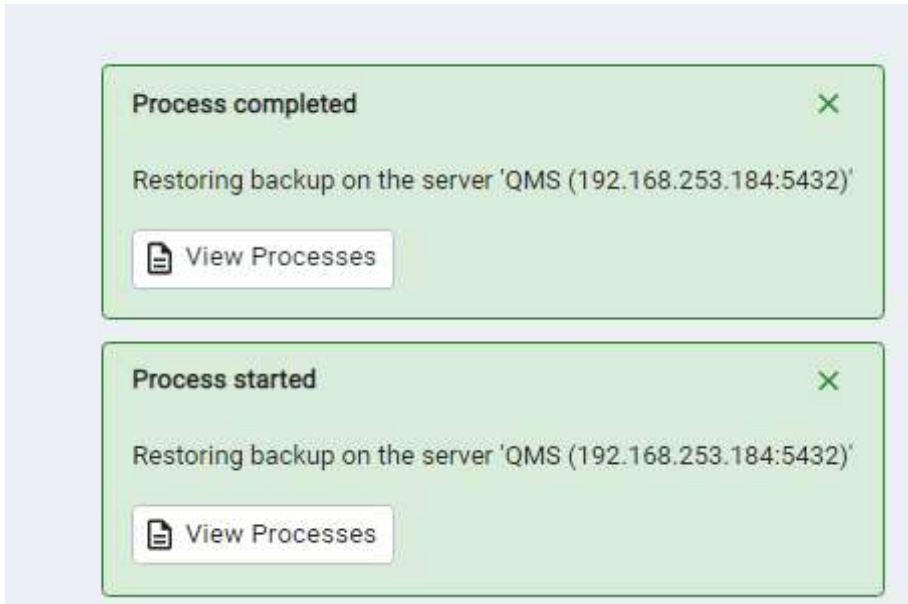 Process completed
Restoring backup on the server 'QMS (192.168.253.184:5432)'
View Processes
Process started
Restoring backup on the server 'QMS (192.168.253.184:5432)'
View Processes